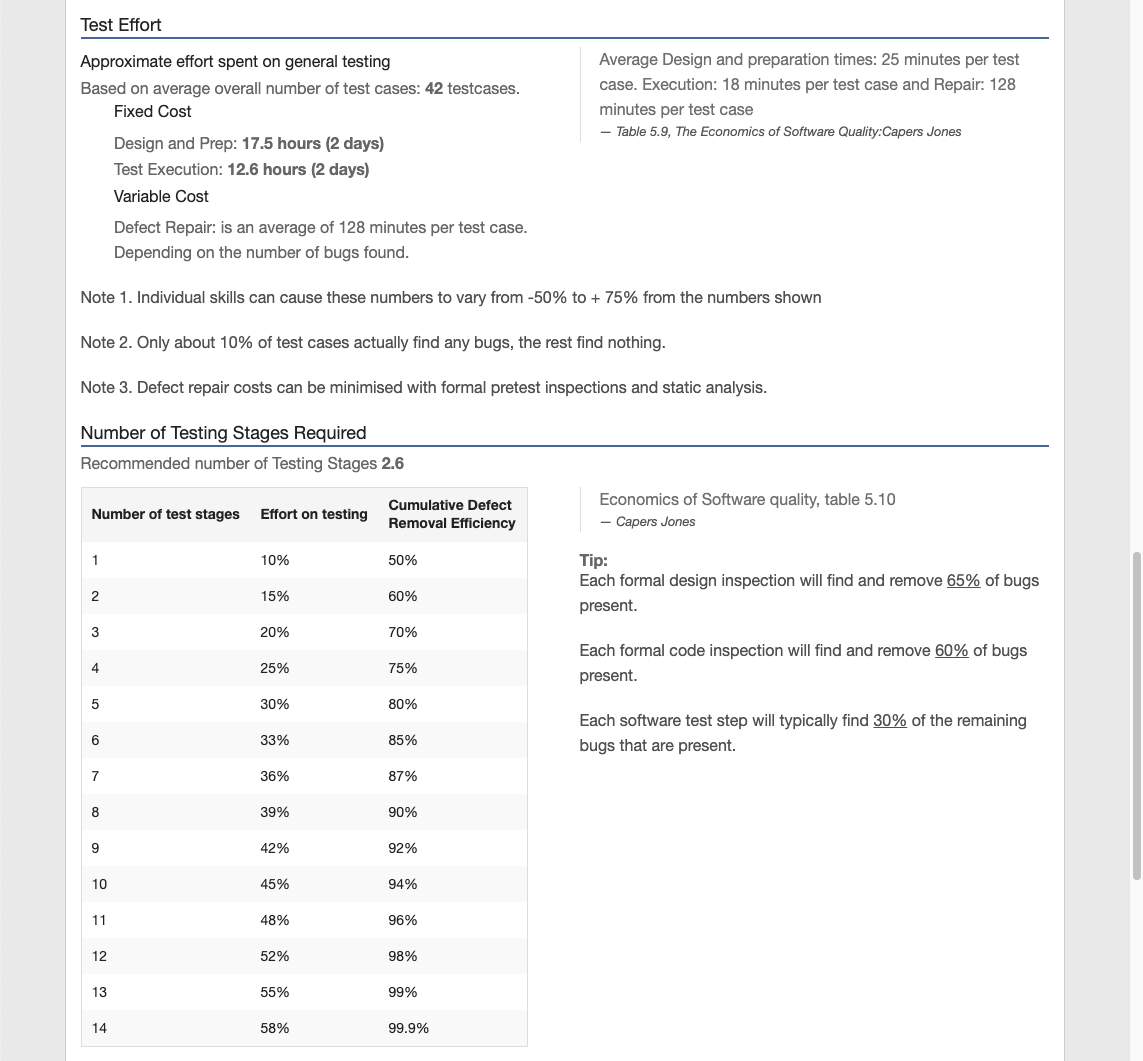 Test Effort
Approximate effort spent on general testing
Based on average overall number of test cases: 42 testcases.
Fixed Cost
Design and Prep: 17.5 hours (2 days)
Test Execution: 12.6 hours (2 days)
Variable Cost
Defect Repair: is an average of 128 minutes per test case.
Depending on the number of bugs found.
Average Design and preparation times: 25 minutes per test
case. Execution: 18 minutes per test case and Repair: 128
minutes per test case
— Table 5.9, The Economics of Software Quality:Capers Jones
Note 1. Individual skills can cause these numbers to vary from -50% to + 75% from the numbers shown
Note 2. Only about 10% of test cases actually find any bugs, the rest find nothing.
Note 3. Defect repair costs can be minimised with formal pretest inspections and static analysis.
Number of Testing Stages Required
Recommended number of Testing Stages 2.6
Number of test stages Effort on testing Cumulative Defect
Removal Efficiency
1 10% 50%
2 15% 60%
3 20% 70%
4 25% 75%
5 30% 80%
6 33% 85%
7 36% 87%
8 39% 90%
9 42% 92%
10 45% 94%
11 48% 96%
12 52% 98%
13 55% 99%
14 58% 99.9%
Economics of Software quality, table 5.10
— Capers Jones
Tip:
Each formal design inspection will find and remove 65% of bugs
present.
Each formal code inspection will find and remove 60% of bugs
present.
Each software test step will typically find 30% of the remaining
bugs that are present.